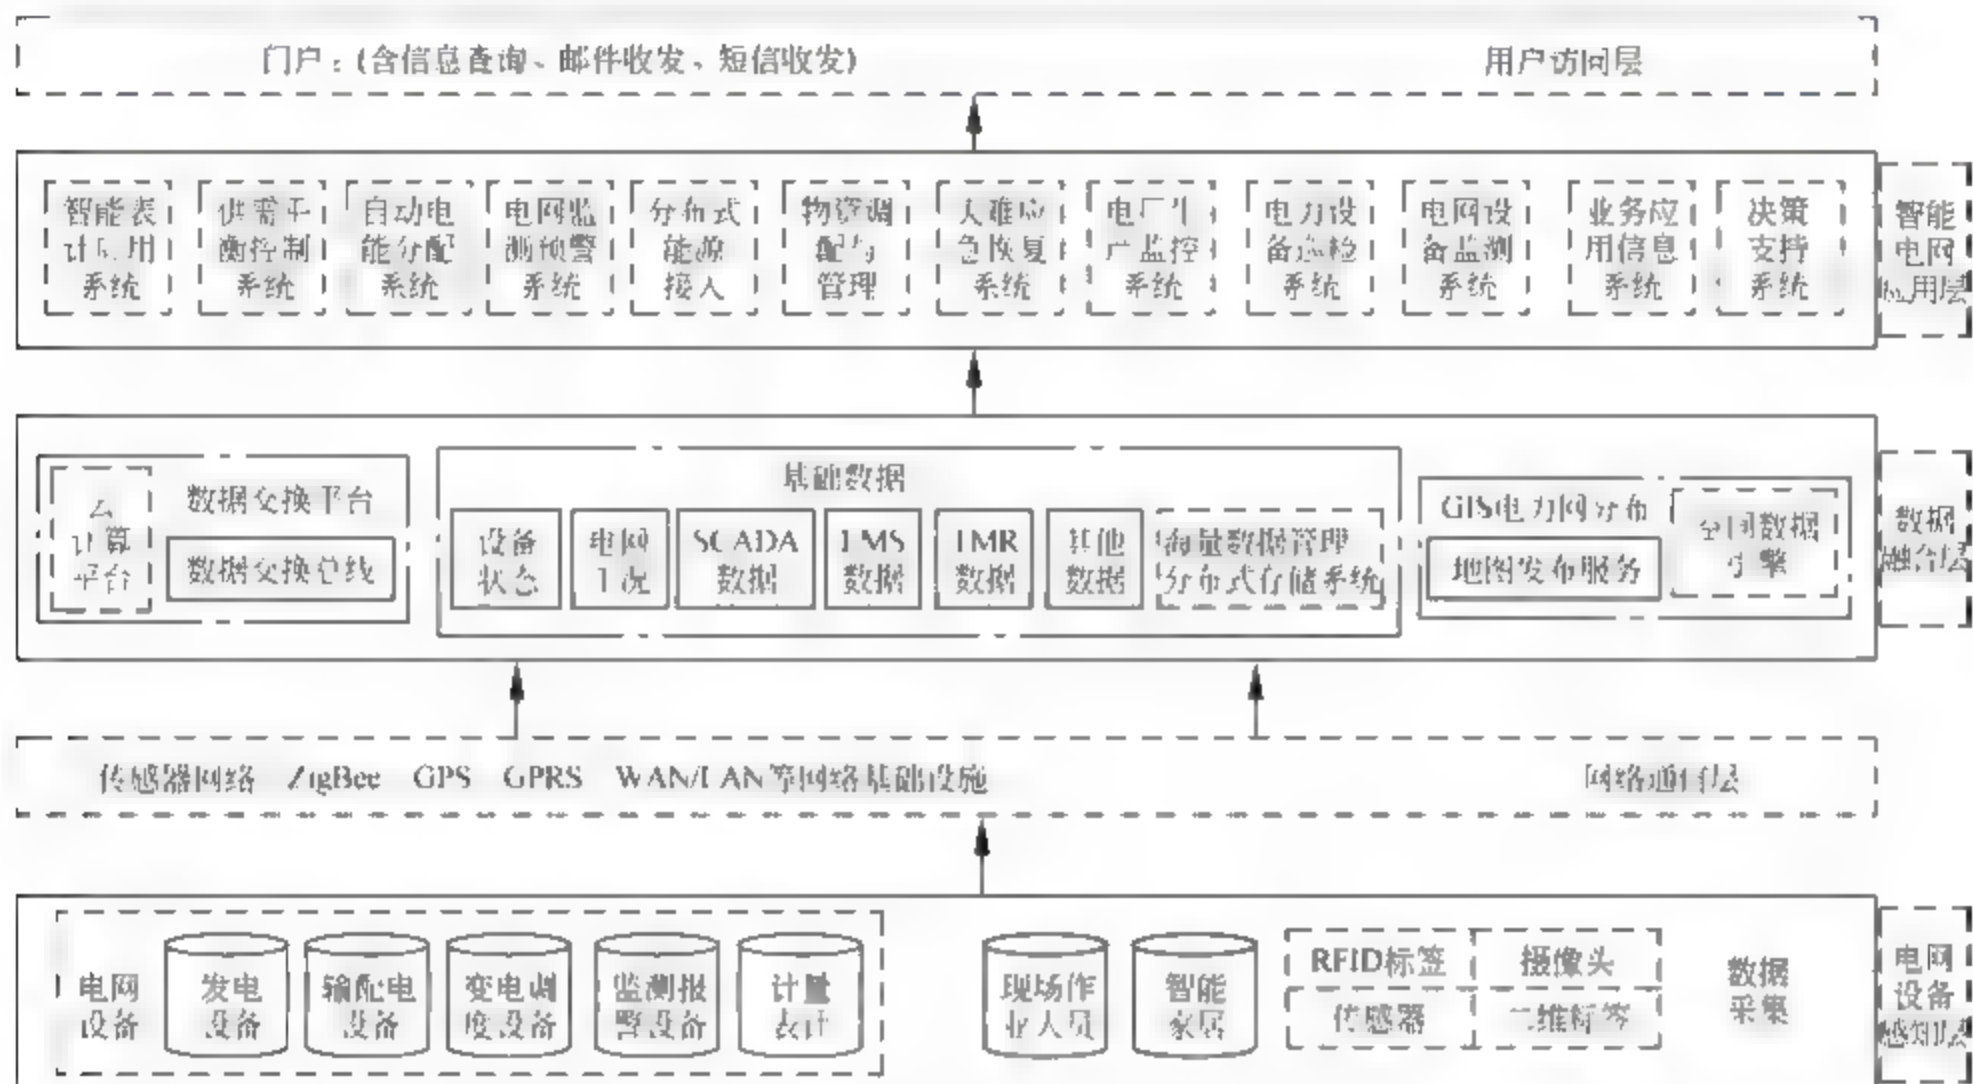 门户：(含信息查询、邮件收发、短信收发)
用户访问层
智能表
计应用
系统
供需平
衡控制
系统
自动电
能分配
系统
电网监
测预警
系统
分布式
能源
接入
物资调
配与
管理
灾难应
急恢复
系统
电厂生
产监控
系统
电力设
备巡检
系统
电网设
备监测
系统
业务应
用信息
系统
决策
支持
系统
智能
电网
应用层
云
计算
平台
数据交换平台
数据交换总线
基础数据
设备
状态
电网
工况
SCADA
数据
数据
数据
其他
数据
海量数据管理
分布式存储系统
GIS电力网分布
地图发布服务
空间数据
引擎
数据
融合层
传感器网络 ZigBee GPS GPRS WAN/LAN等网络基础设施
网络通信层
电网
设备
发电
设备
输配电
设备
变电调
度设备
监测报
警设备
计量
表计
现场作
业人员
智能
家居
RFID标签
摄像头
传感器
二维标签
数据
采集
电网
设备
感知层